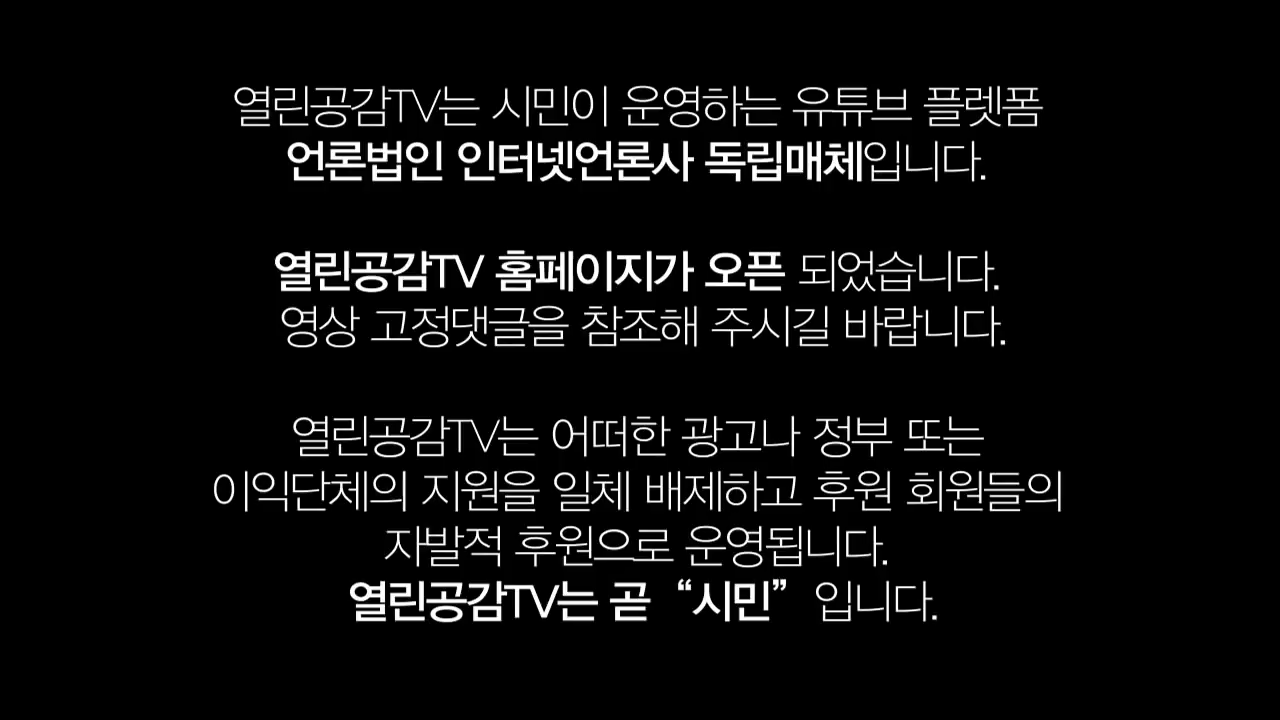 열린공감TV는 시민이 운영하는 유튜브 플렛폼
언론법인 인터넷언론사 독립매체입니다.
열린공감TV 홈페이지가 오픈 되었습니다.
영상 고정댓글을 참조해 주시길 바랍니다.
열린공감TV는 어떠한 광고나 정부 또는
이익단체의 지원을 일체 배제하고 후원 회원들의
자발적 후원으로 운영됩니다.
열린공감TV는 곧 “시민” 입니다.